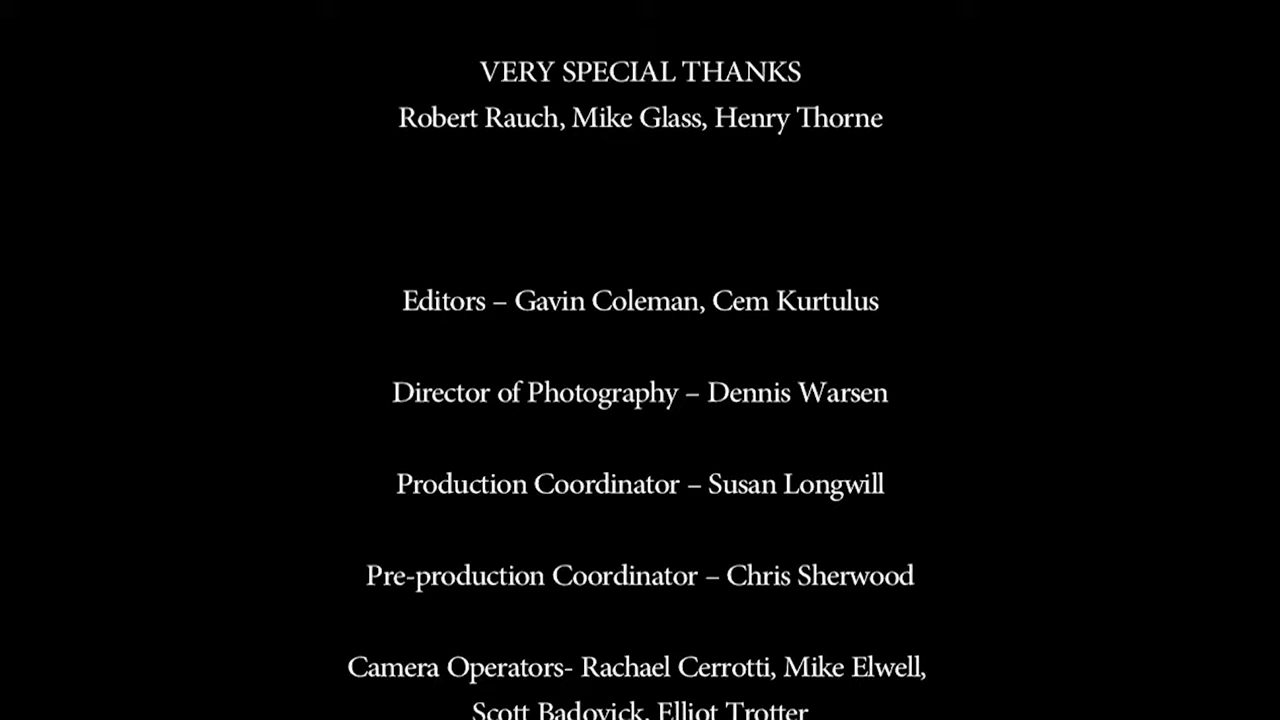 VERY SPECIAL THANKS
Robert Rauch, Mike Glass, Henry Thorne
Editors – Gavin Coleman, Cem Kurtulus
Director of Photography – Dennis Warsen
Production Coordinator – Susan Longwill
Pre-production Coordinator – Chris Sherwood
Camera Operators- Rachael Cerrotti, Mike Elwell,
Scott Badovick, Elliot Trotter